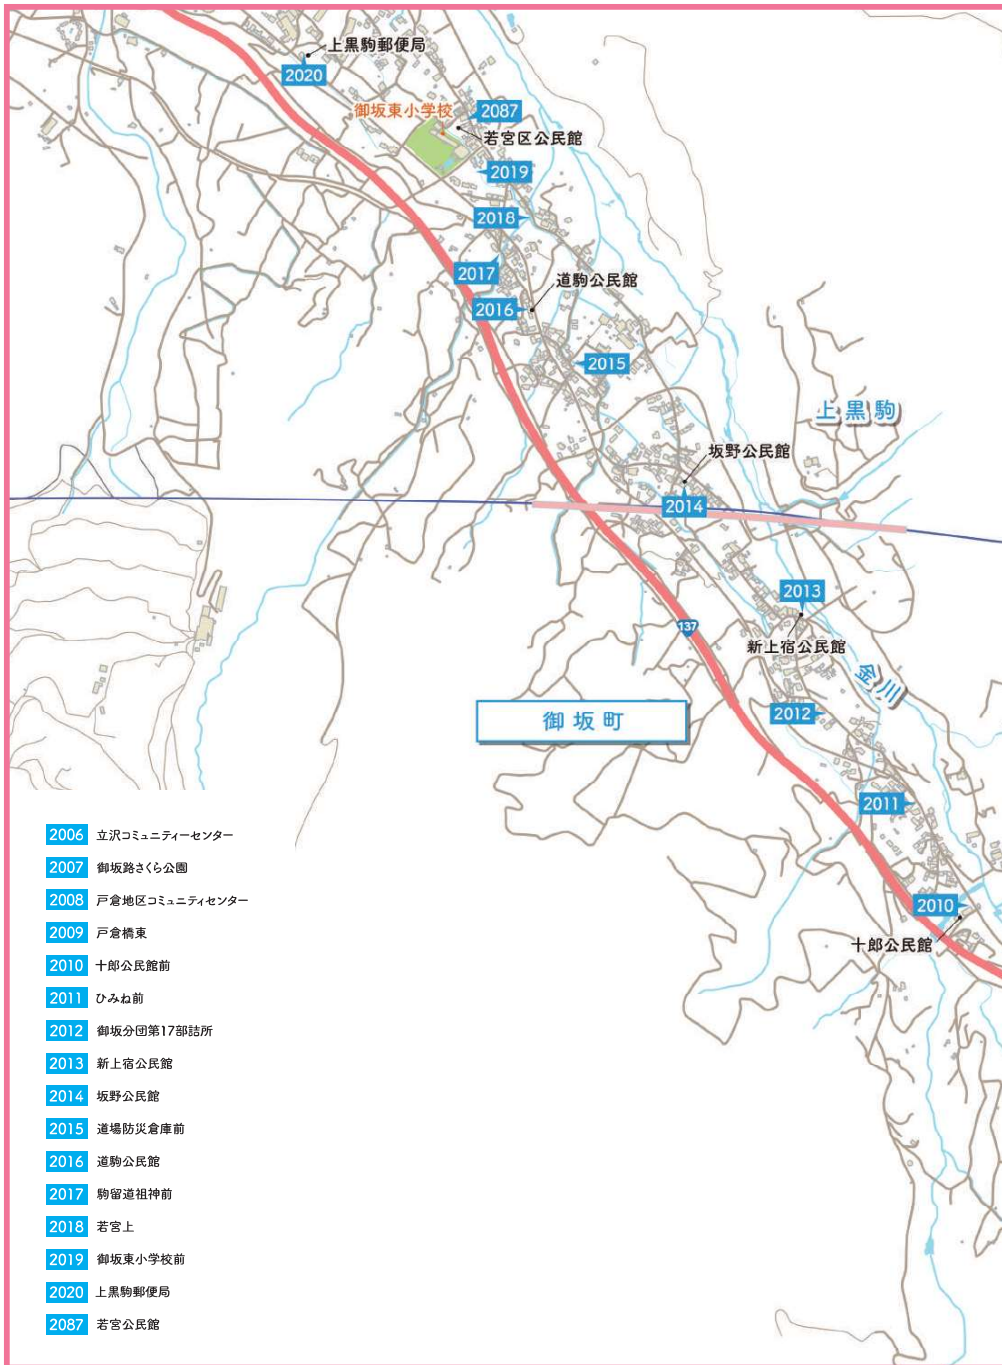 上黒駒郵便局
2020
御坂東小学校
2087
若宮区公民館
2019
2018
2017
道駒公民館
2016
2015
上黒駒
坂野公民館
2014
2013
137
新上宿公民館
金川
御坂町
2012
2011
2010
十郎公民館
2006 立沢コミュニティーセンター
2007 御坂路さくら公園
2008 戸倉地区コミュニティセンター
2009 戸倉橋東
2010 十郎公民館前
2011 ひみね前
2012 御坂分団第17部詰所
2013 新上宿公民館
2014 坂野公民館
2015 道場防災倉庫前
2016 道駒公民館
2017 駒留道祖神前
2018 若宮上
2019 御坂東小学校前
2020 上黒駒郵便局
2087 若宮公民館